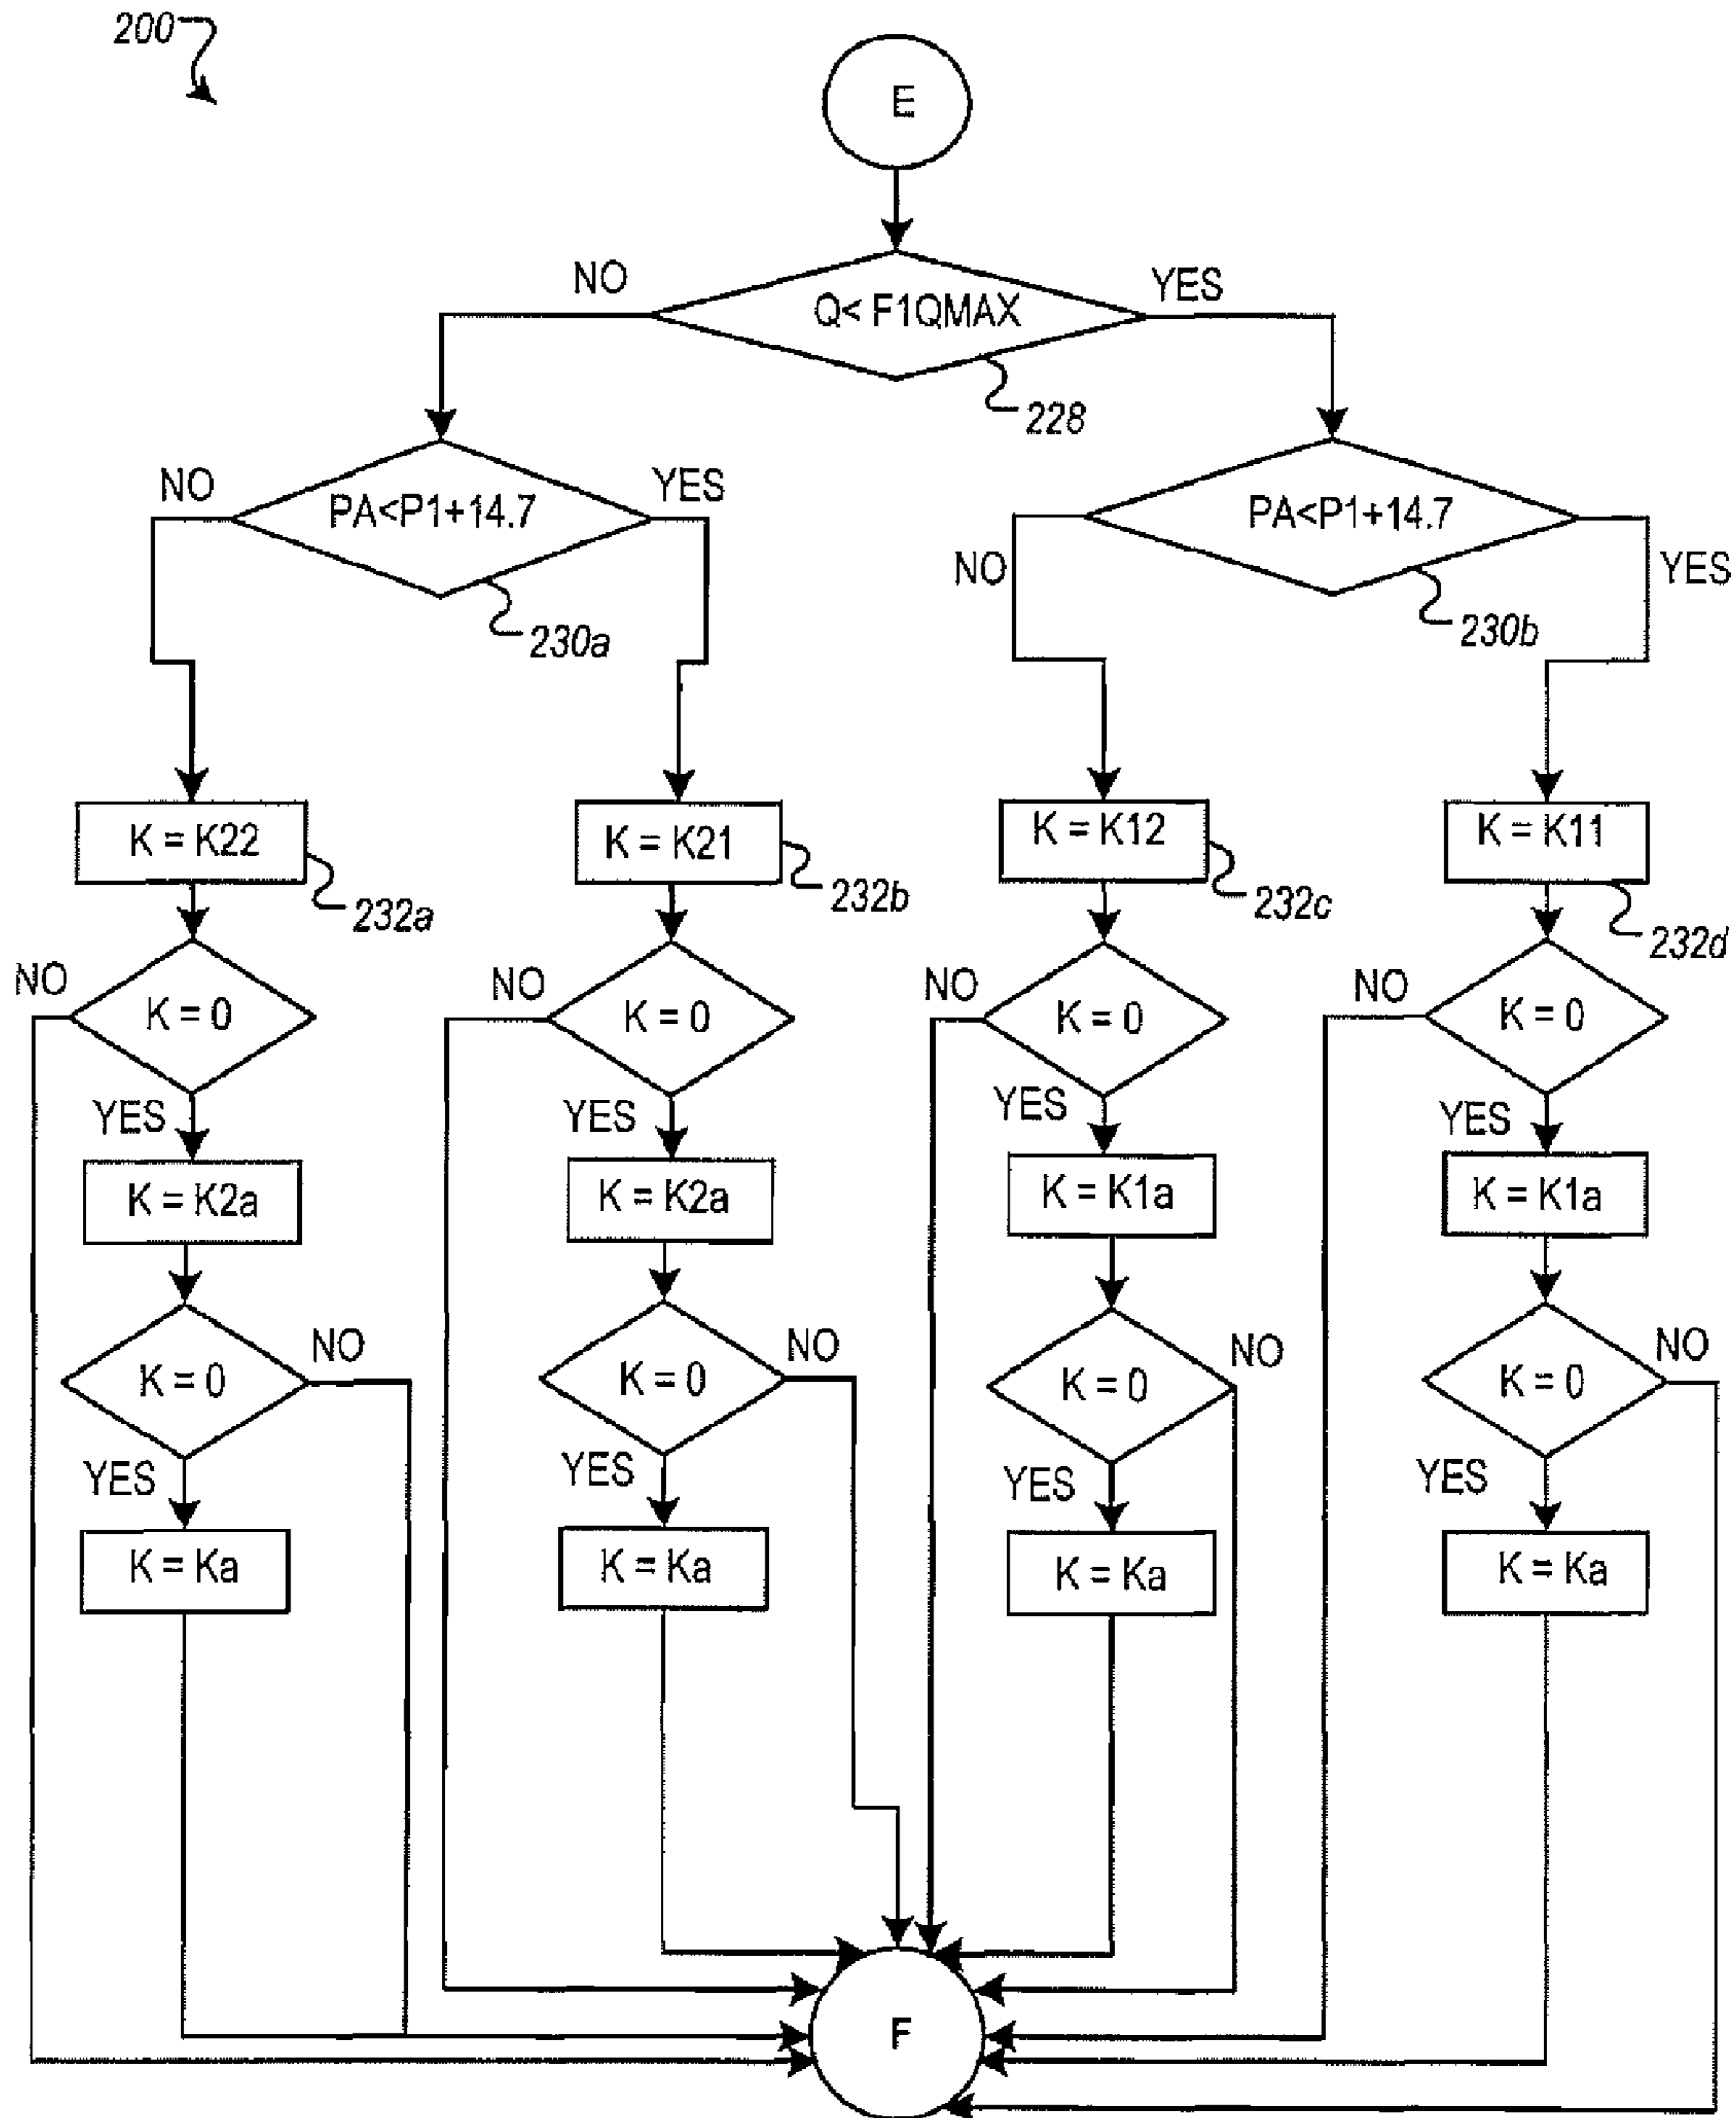 200
E
NO
YES
Q< F1QMAX
228
NO
YES
PA<P1+14.7
230a
NO
YES
PA<P1+14.7
230b
K = K22
232a
K = K21
232b
K = K12
232c
K = K11
232d
NO
K = 0
NO
K = 0
NO
K = 0
NO
K = 0
YES
YES
YES
YES
K = K2a
K = K2a
K = K1a
K = K1a
K = 0
NO
K = 0
NO
K = 0
NO
K = 0
NO
YES
YES
YES
YES
K = Ka
K = Ka
K = Ka
K = Ka
F